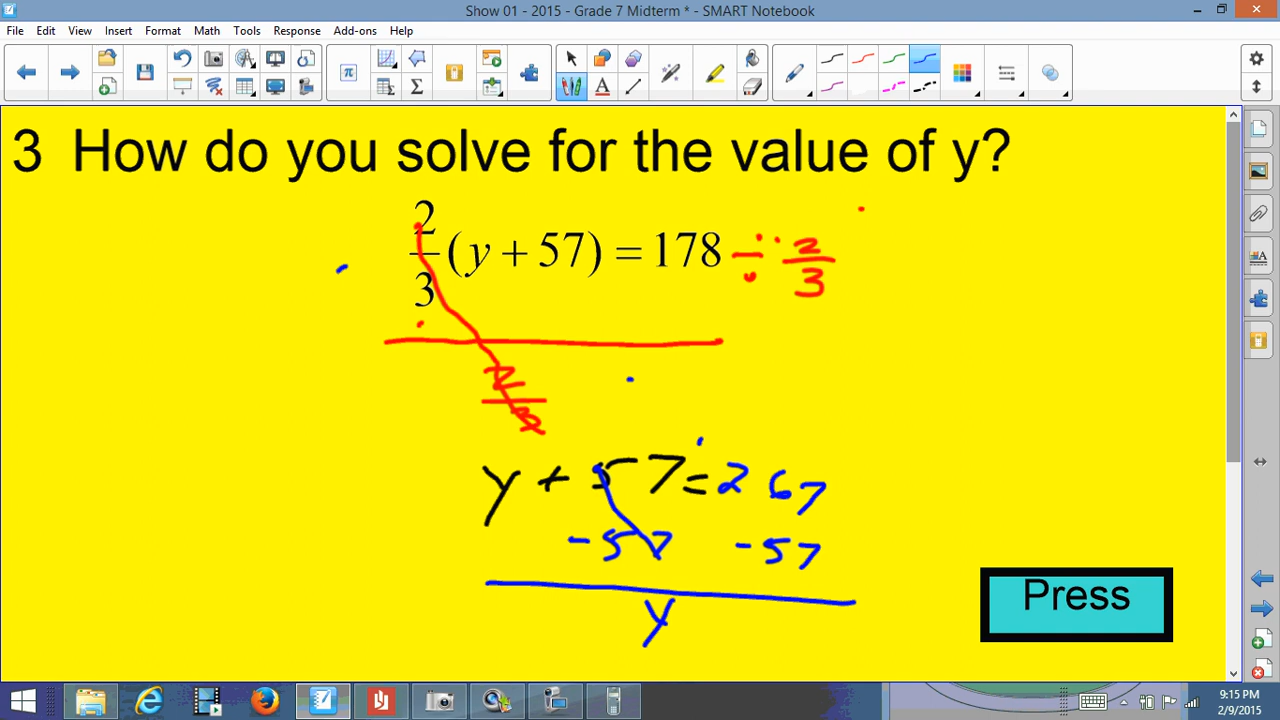 Show 01 - 2015 - Grade 7 Midterm * - SMART Notebook
File Edit View Insert Format Math Tools Response Add-ons Help
3 How do you solve for the value of y?
2/3 (y + 57) = 178 ÷ 2/3
2/3
y + 57 = 267
-57 -57
y
Press
9:15 PM
2/9/2015